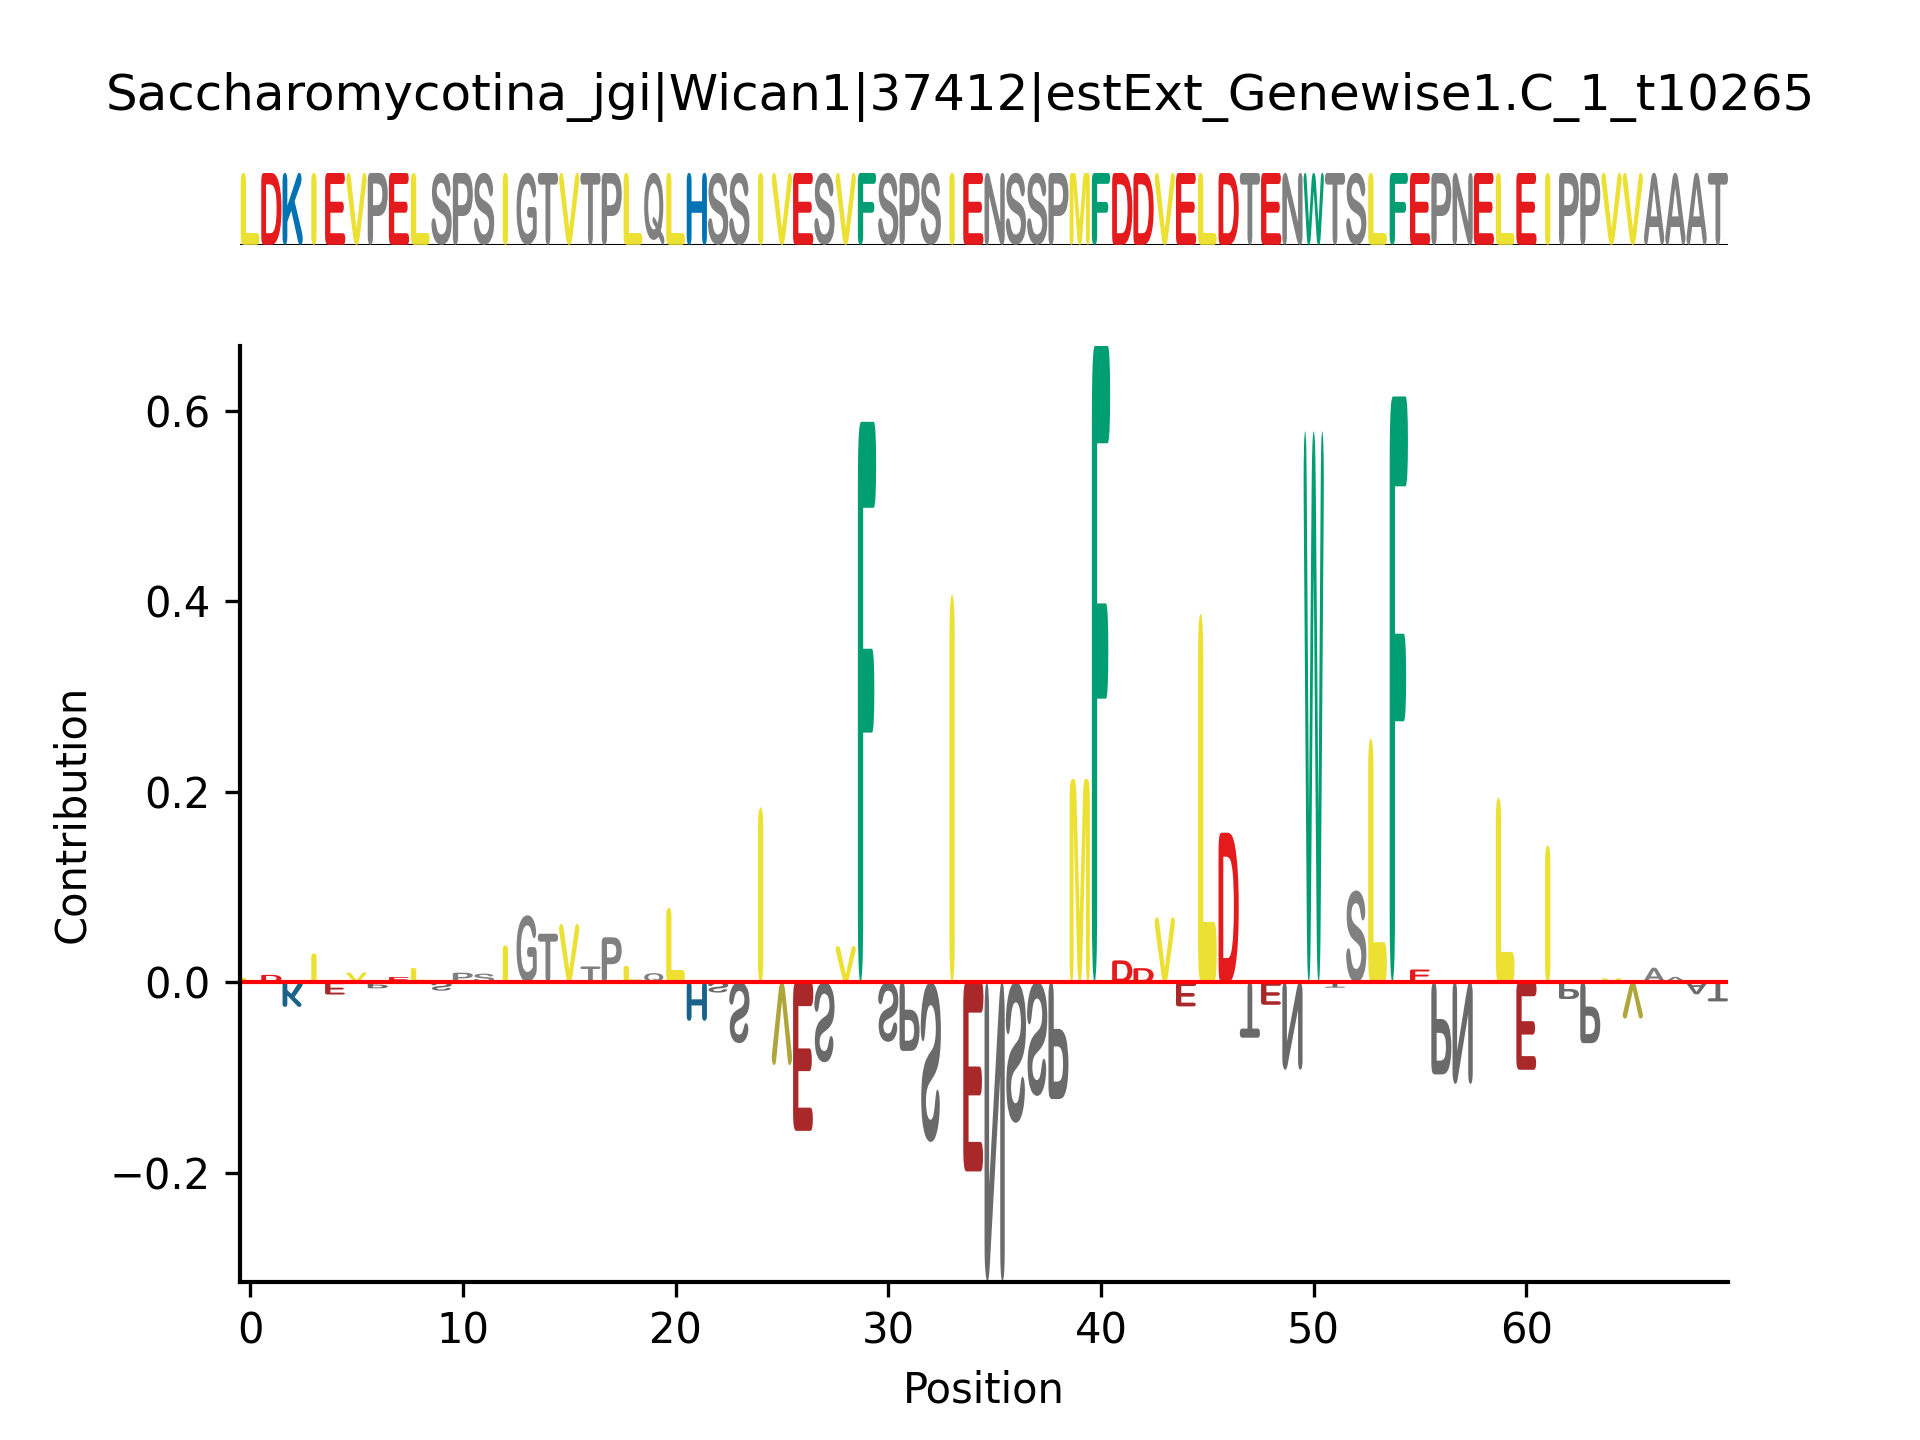 Saccharomycotina_jgi|Wican1|37412|estExt_Genewise1.C_1_t10265
LDKIEVPELSPSIGTVTPLQLHSSIVESVFSPSIENSSPMFDDVELDTENWTSLFEPNELEIPPVVAAAT
0.6
0.4
0.2
0.0
−0.2
Contribution
0 10 20 30 40 50 60
Position